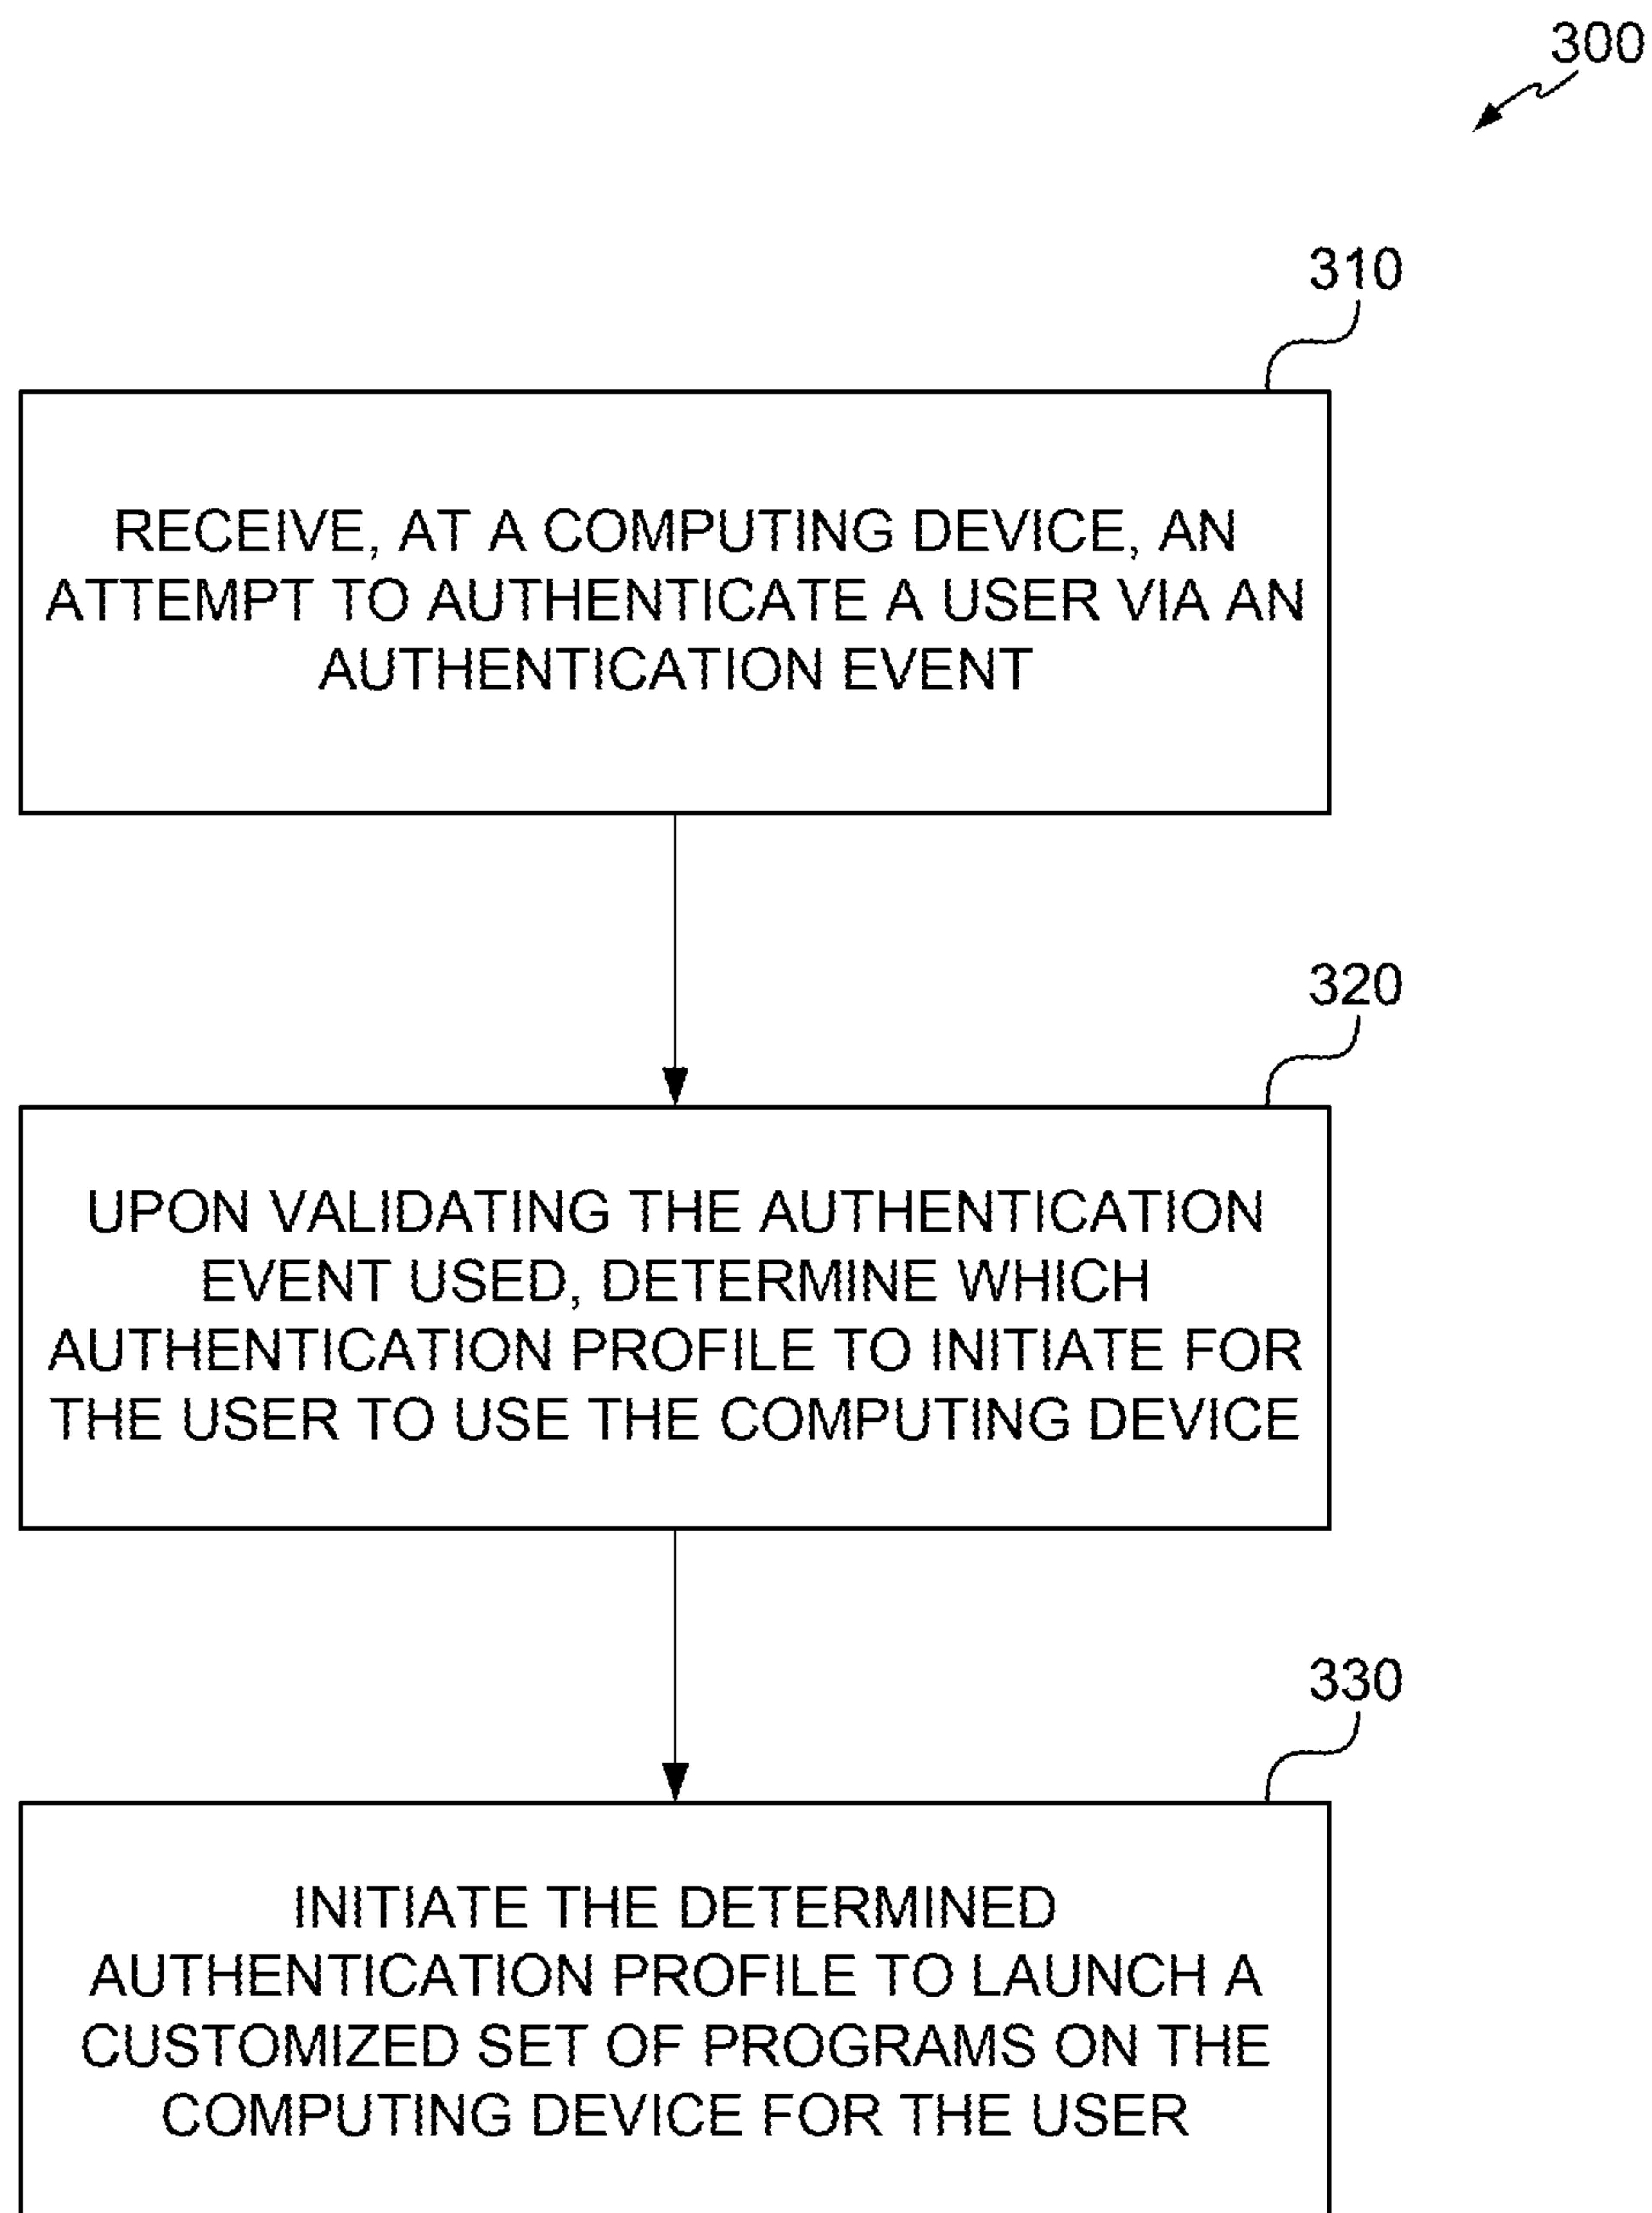 300
310
RECEIVE, AT A COMPUTING DEVICE, AN
ATTEMPT TO AUTHENTICATE A USER VIA AN
AUTHENTICATION EVENT
320
UPON VALIDATING THE AUTHENTICATION
EVENT USED, DETERMINE WHICH
AUTHENTICATION PROFILE TO INITIATE FOR
THE USER TO USE THE COMPUTING DEVICE
330
INITIATE THE DETERMINED
AUTHENTICATION PROFILE TO LAUNCH A
CUSTOMIZED SET OF PROGRAMS ON THE
COMPUTING DEVICE FOR THE USER